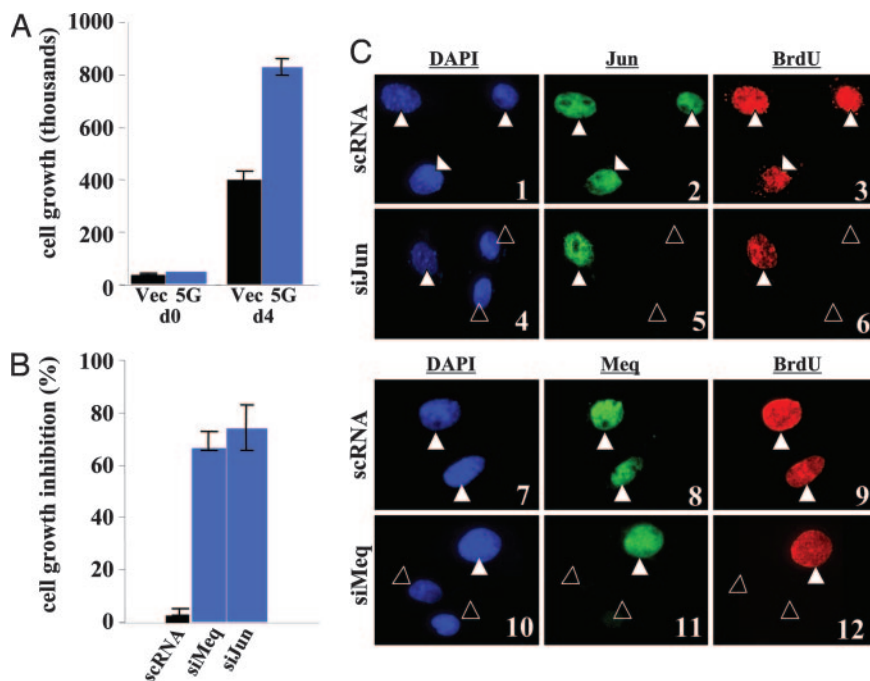 A
cell growth (thousands)
1000
800
600
400
200
0
Vec 5G Vec 5G
d0 d4
B
cell growth inhibition (%)
100
80
60
40
20
0
scRNA
siMeq
siJun
C
DAPI Jun BrdU
scRNA
1 2 3
siJun
4 5 6
DAPI Meq BrdU
scRNA
7 8 9
siMeq
10 11 12